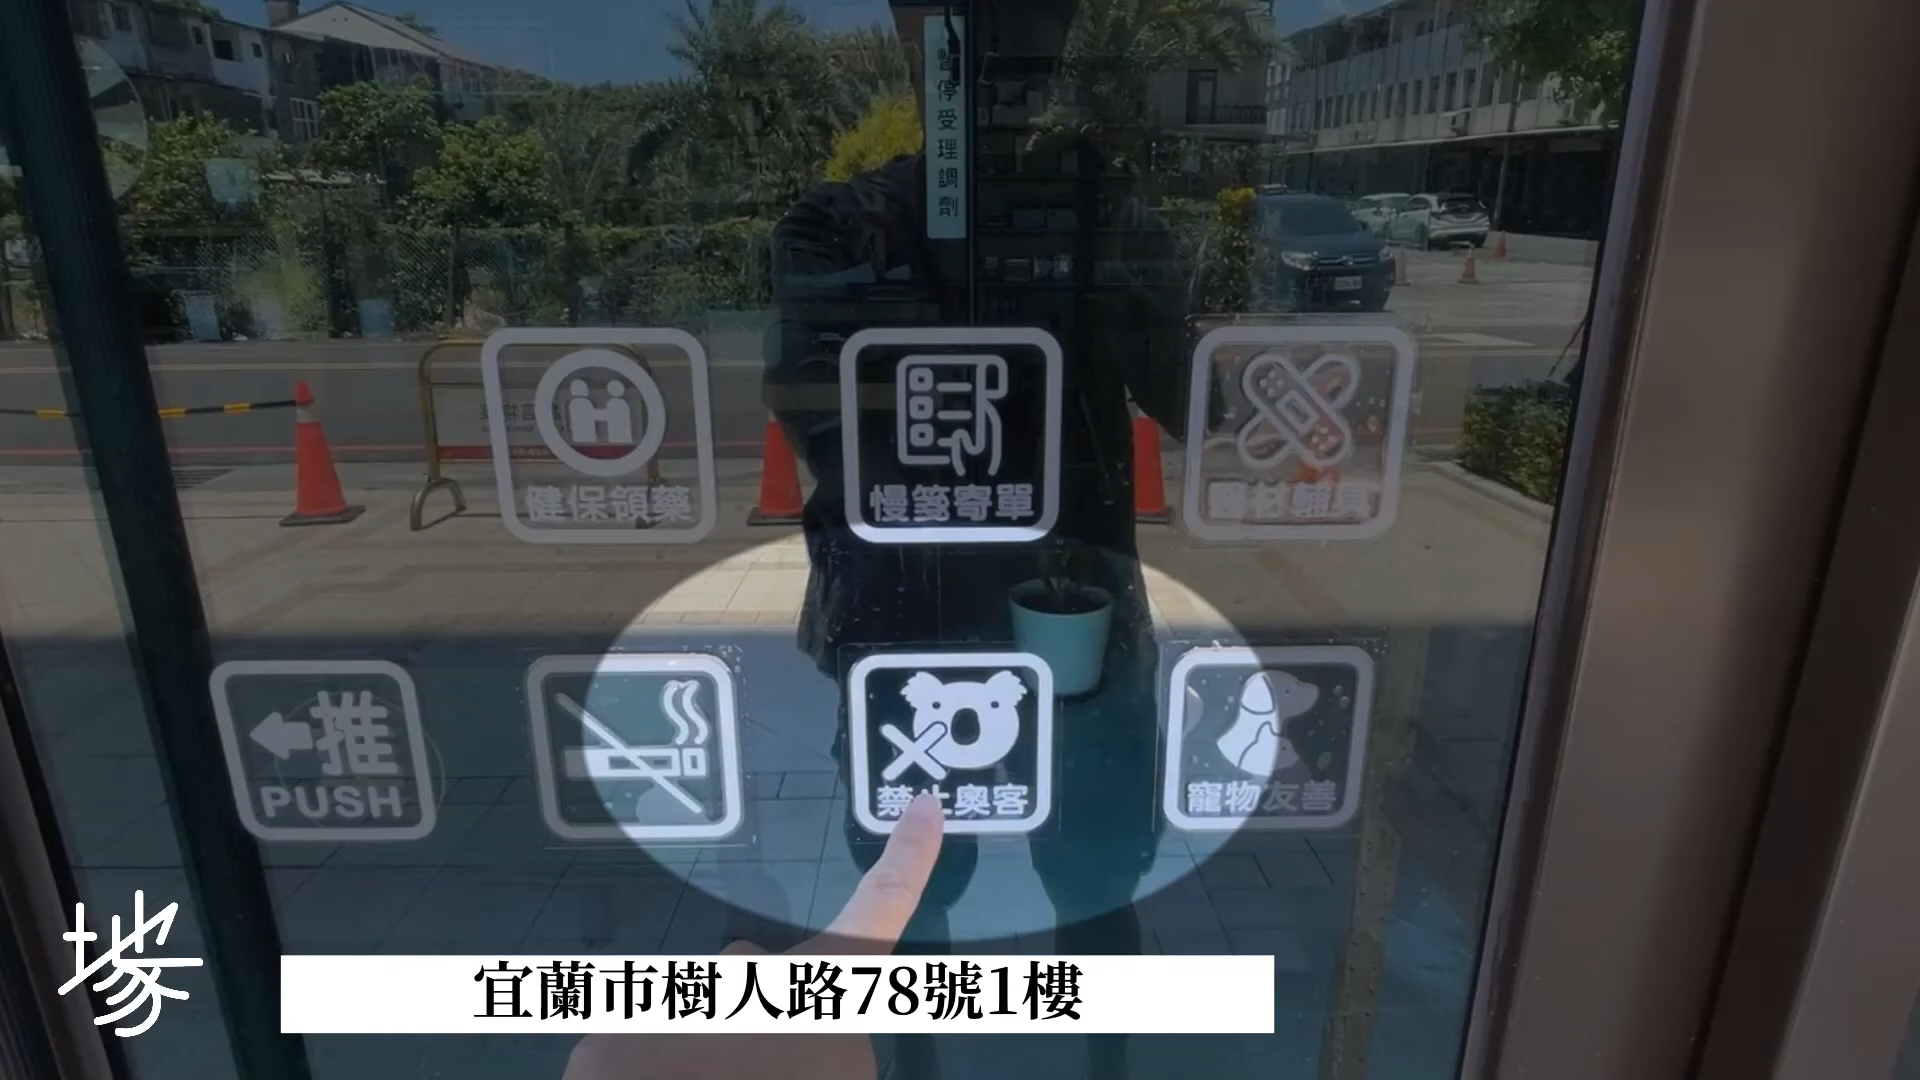 暫停受理調劑
健保領藥
慢箋寄單
醫材輔具
推
PUSH
禁止奧客
寵物友善
宜蘭市樹人路78號1樓